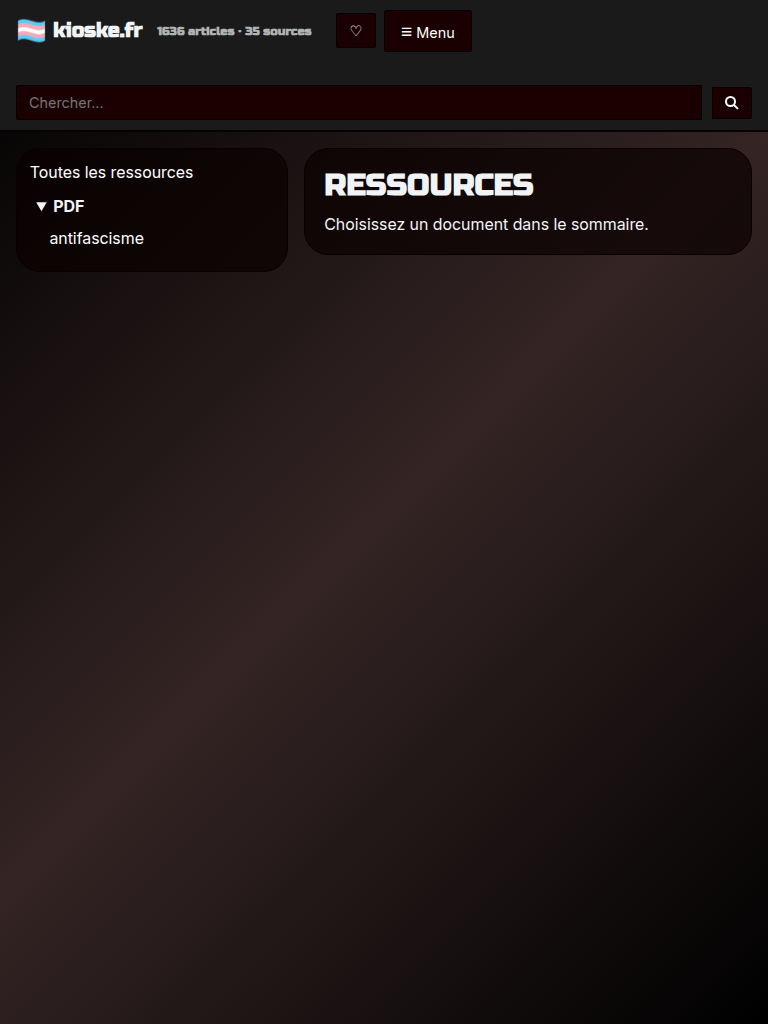 kioske.fr
1636 articles · 35 sources
♡
≡ Menu
Chercher...
Toutes les ressources
▼ PDF
antifascisme
RESSOURCES
Choisissez un document dans le sommaire.